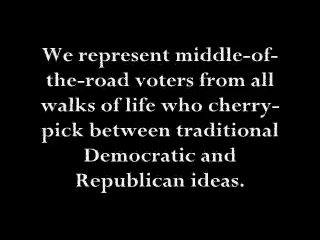 We represent middle-of-
the-road voters from all
walks of life who cherry-
pick between traditional
Democratic and
Republican ideas.